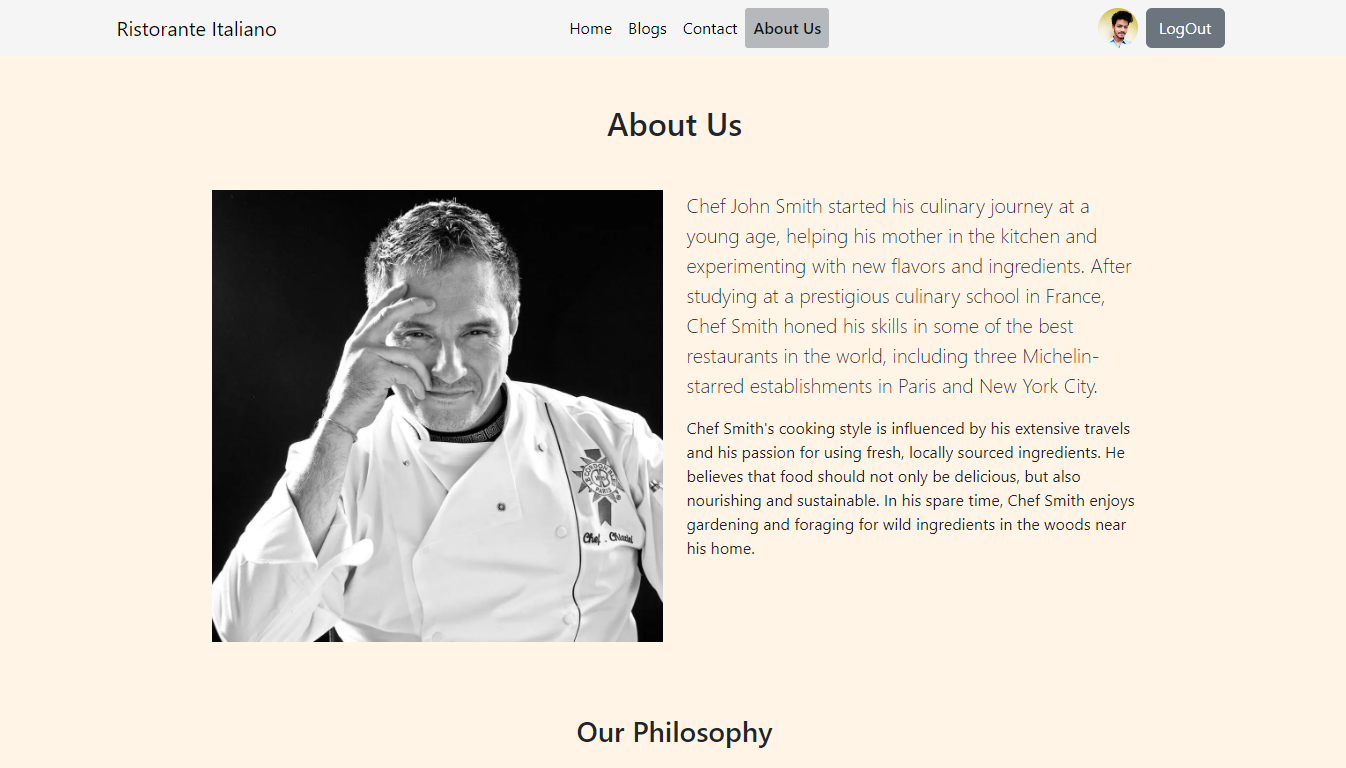 Ristorante Italiano
Home
Blogs
Contact
About Us
LogOut
About Us
Chef John Smith started his culinary journey at a
young age, helping his mother in the kitchen and
experimenting with new flavors and ingredients. After
studying at a prestigious culinary school in France,
Chef Smith honed his skills in some of the best
restaurants in the world, including three Michelin-
starred establishments in Paris and New York City.
Chef Smith's cooking style is influenced by his extensive travels
and his passion for using fresh, locally sourced ingredients. He
believes that food should not only be delicious, but also
nourishing and sustainable. In his spare time, Chef Smith enjoys
gardening and foraging for wild ingredients in the woods near
his home.
PARIS
Chef
Our Philosophy